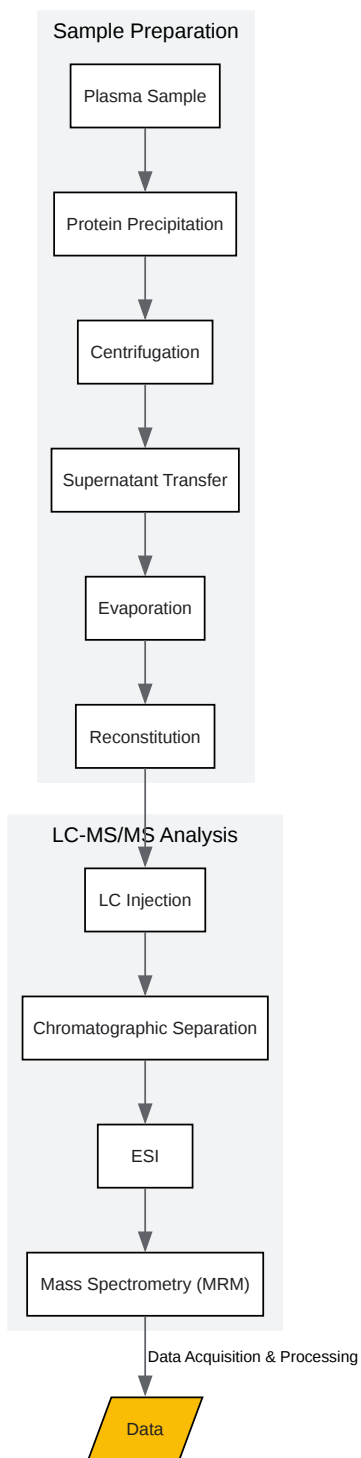 Sample Preparation
Plasma Sample
Protein Precipitation
Centrifugation
Supernatant Transfer
Evaporation
Reconstitution
LC-MS/MS Analysis
LC Injection
Chromatographic Separation
ESI
Mass Spectrometry (MRM)
Data Acquisition & Processing
Data